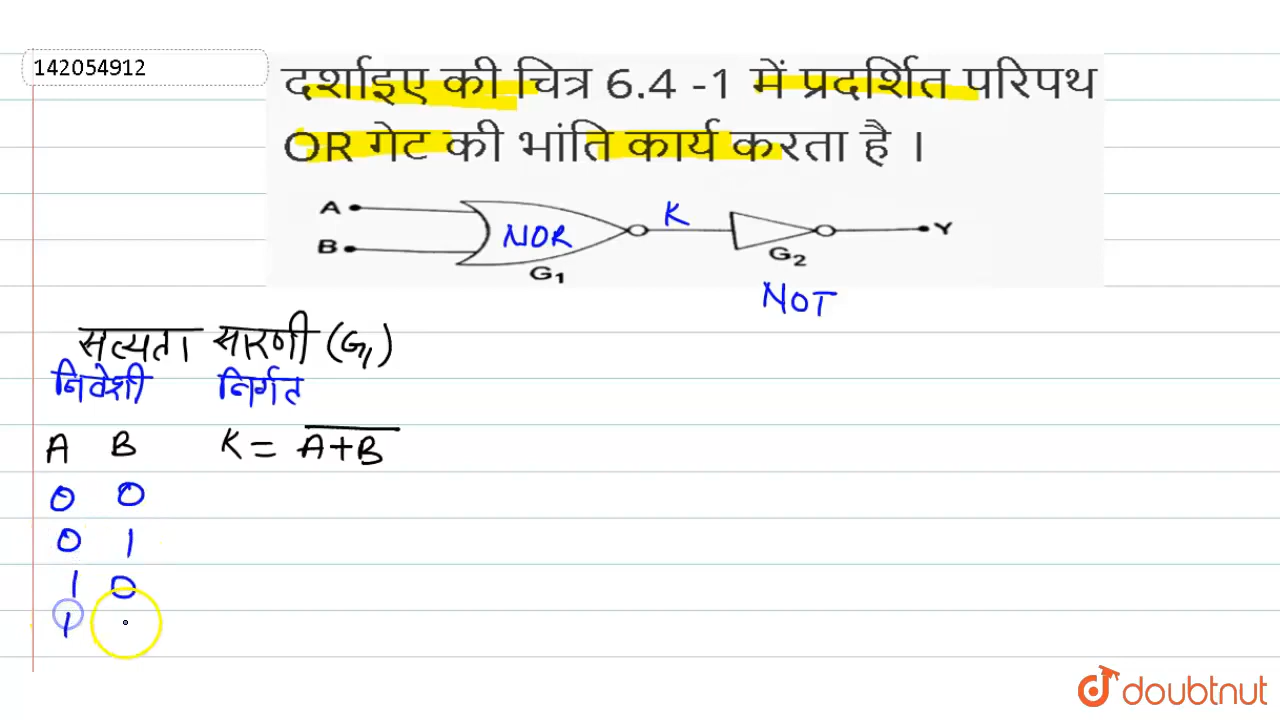 142054912
दर्शाइए की चित्र 6.4 -1 में प्रदर्शित परिपथ
OR गेट की भांति कार्य करता है ।
A
B
NOR
G1
K
G2
Y
NOT
सत्यता सारणी (G1)
निवेशी निर्गत
A B K = \overline{A+B}
0 0
0 1
1 0
1
doubtnut